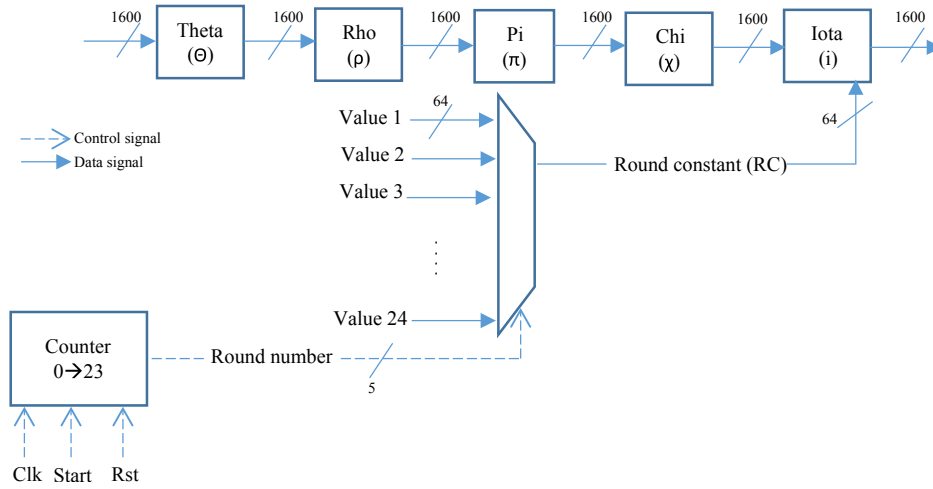 1600
Theta
(Θ)
1600
Rho
(ρ)
1600
Pi
(π)
1600
Chi
(χ)
1600
Iota
(i)
1600
64
Value 1
Value 2
Value 3
Value 24
Control signal
Data signal
Round constant (RC)
64
Counter
0→23
Round number
5
Clk
Start
Rst